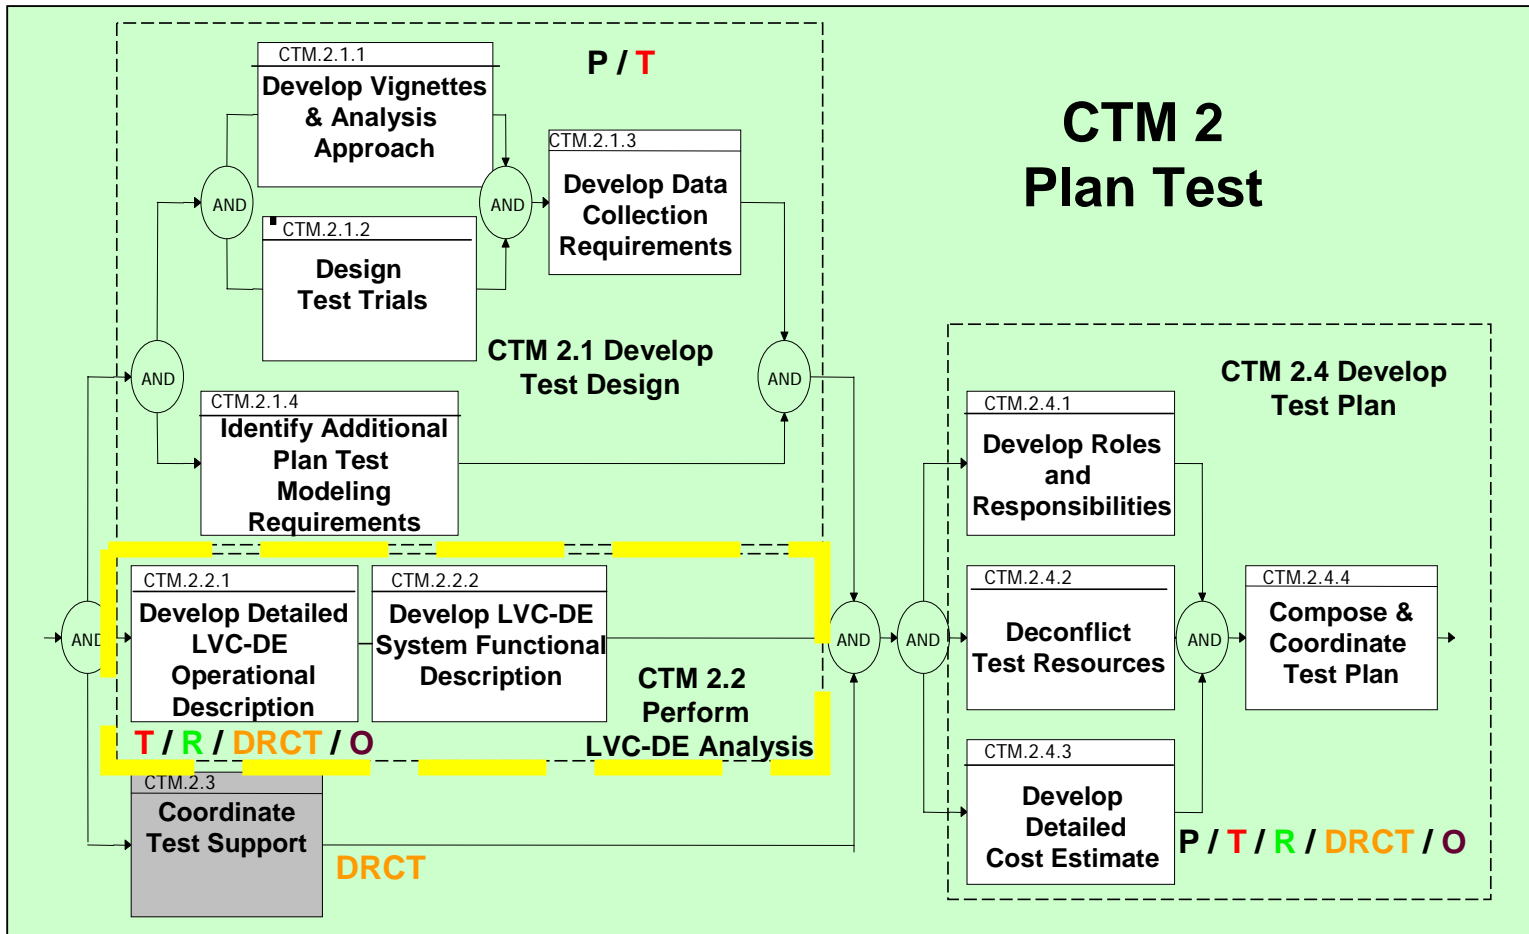 CTM 2
Plan Test
P / T
CTM.2.1.1
Develop Vignettes
& Analysis
Approach
AND
AND
CTM.2.1.2
Design
Test Trials
CTM.2.1.3
Develop Data
Collection
Requirements
AND
AND
CTM 2.1 Develop
Test Design
CTM.2.1.4
Identify Additional
Plan Test
Modeling
Requirements
AND
CTM.2.2.1
Develop Detailed
LVC-DE
Operational
Description
CTM.2.2.2
Develop LVC-DE
System Functional
Description
CTM 2.2
Perform
LVC-DE Analysis
T / R / DRCT / O
CTM.2.3
Coordinate
Test Support
DRCT
AND
AND
CTM 2.4 Develop
Test Plan
CTM.2.4.1
Develop Roles
and
Responsibilities
CTM.2.4.2
Deconflict
Test Resources
CTM.2.4.3
Develop
Detailed
Cost Estimate
AND
CTM.2.4.4
Compose &
Coordinate
Test Plan
P / T / R / DRCT / O